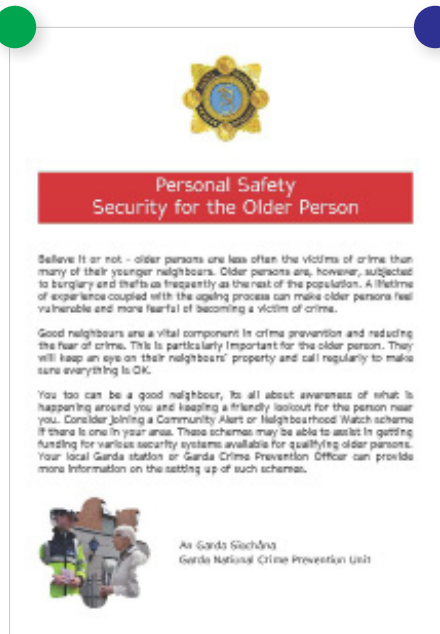 Personal Safety
Security for the Older Person
Believe it or not - older persons are less often the victims of crime than
many of their younger neighbours. Older persons are, however, subjected
to burglary and thefts as frequently as the rest of the population. A lifetime
of experience coupled with the ageing process can make older persons feel
vulnerable and more fearful of becoming a victim of crime.
Good neighbours are a vital component in crime prevention and reducing
the fear of crime. This is particularly important for the older person. They
will keep an eye on their neighbours' property and call regularly to make
sure everything is OK.
You too can be a good neighbour, its all about awareness of what is
happening around you and keeping a friendly lookout for the person near
you. Consider joining a Community Alert or Neighbourhood Watch scheme
if there is one in your area. These schemes may be able to assist in getting
funding for various security systems available for qualifying older persons.
Your local Garda station or Garda Crime Prevention Officer can provide
more information on the setting up of such schemes.
An Garda Síochána
Garda National Crime Prevention Unit